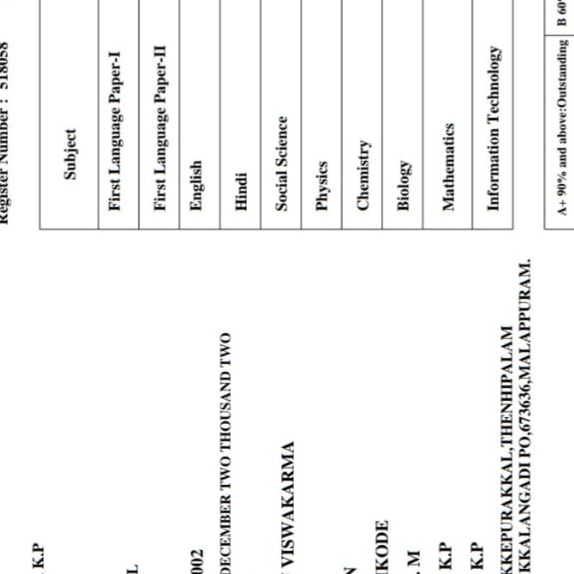 Register Number : 518058
Subject
First Language Paper-I
First Language Paper-II
English
Hindi
Social Science
Physics
Chemistry
Biology
Mathematics
Information Technology
A+ 90% and above:Outstanding
B 60%
K.P
L
002
DECEMBER TWO THOUSAND TWO
VISWAKARMA
N
IKODE
. M
K.P
K.P
KKEPURAKKAL,THENHIPALAM
KKALANGADI PO,673636,MALAPPURAM.